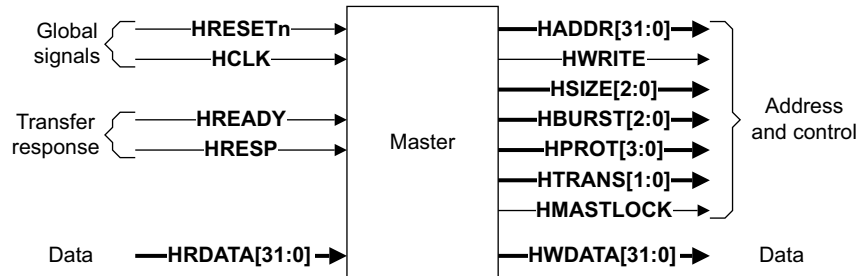 Global
signals
HRESETn
HCLK
Transfer
response
HREADY
HRESP
Data
HRDATA[31:0]
Master
HADDR[31:0]
HWRITE
HSIZE[2:0]
HBURST[2:0]
HPROT[3:0]
HTRANS[1:0]
HMASTLOCK
Address
and control
HWDATA[31:0]
Data